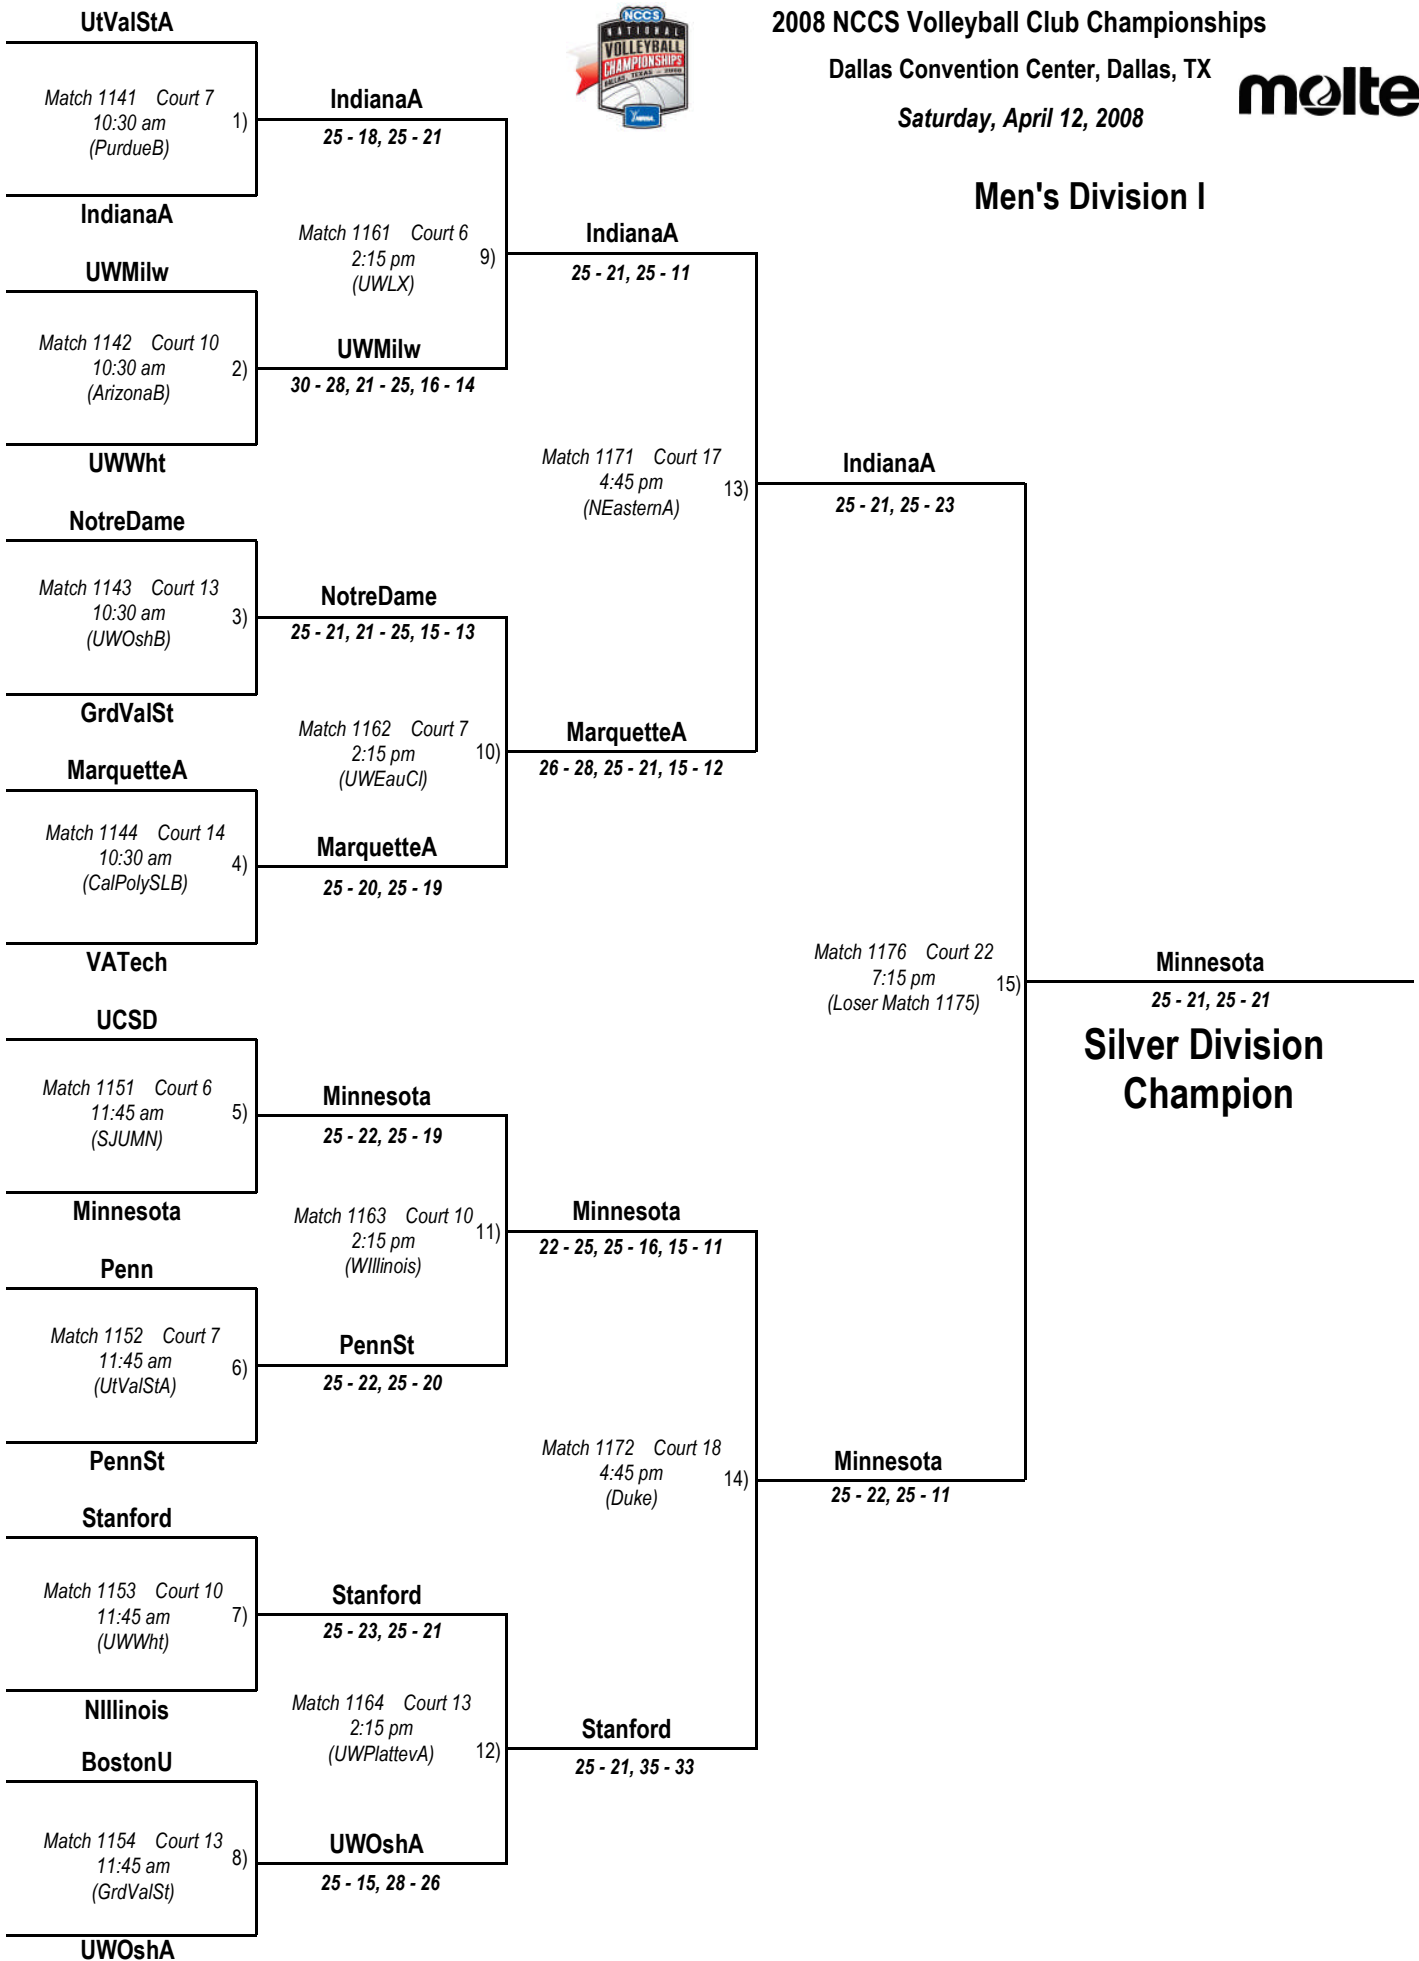 2008 NCCS Volleyball Club Championships
Dallas Convention Center, Dallas, TX
Saturday, April 12, 2008
molte
NCCS
NATIONAL
VOLLEYBALL
CHAMPIONSHIPS
DALLAS, TEXAS - 2008
Men's Division I
UtValStA
Match 1141 Court 7
10:30 am
1)
(PurdueB)
IndianaA
IndianaA
25 - 18, 25 - 21
UWMilw
Match 1142 Court 10
10:30 am
2)
(ArizonaB)
UWWht
UWMilw
30 - 28, 21 - 25, 16 - 14
Match 1161 Court 6
2:15 pm
9)
(UWLX)
IndianaA
25 - 21, 25 - 11
NotreDame
Match 1143 Court 13
10:30 am
3)
(UWOshB)
GrdValSt
NotreDame
25 - 21, 21 - 25, 15 - 13
MarquetteA
Match 1144 Court 14
10:30 am
4)
(CalPolySLB)
VATech
MarquetteA
25 - 20, 25 - 19
Match 1162 Court 7
2:15 pm
10)
(UWEauCl)
MarquetteA
26 - 28, 25 - 21, 15 - 12
Match 1171 Court 17
4:45 pm
13)
(NEasternA)
IndianaA
25 - 21, 25 - 23
UCSD
Match 1151 Court 6
11:45 am
5)
(SJUMN)
Minnesota
Minnesota
25 - 22, 25 - 19
Penn
Match 1152 Court 7
11:45 am
6)
(UtValStA)
PennSt
PennSt
25 - 22, 25 - 20
Match 1163 Court 10
2:15 pm
11)
(WIllinois)
Minnesota
22 - 25, 25 - 16, 15 - 11
Stanford
Match 1153 Court 10
11:45 am
7)
(UWWht)
NIllinois
Stanford
25 - 23, 25 - 21
BostonU
Match 1154 Court 13
11:45 am
8)
(GrdValSt)
UWOshA
UWOshA
25 - 15, 28 - 26
Match 1164 Court 13
2:15 pm
12)
(UWPlattevA)
Stanford
25 - 21, 35 - 33
Match 1172 Court 18
4:45 pm
14)
(Duke)
Minnesota
25 - 22, 25 - 11
Match 1176 Court 22
7:15 pm
15)
(Loser Match 1175)
Minnesota
25 - 21, 25 - 21
Silver Division
Champion